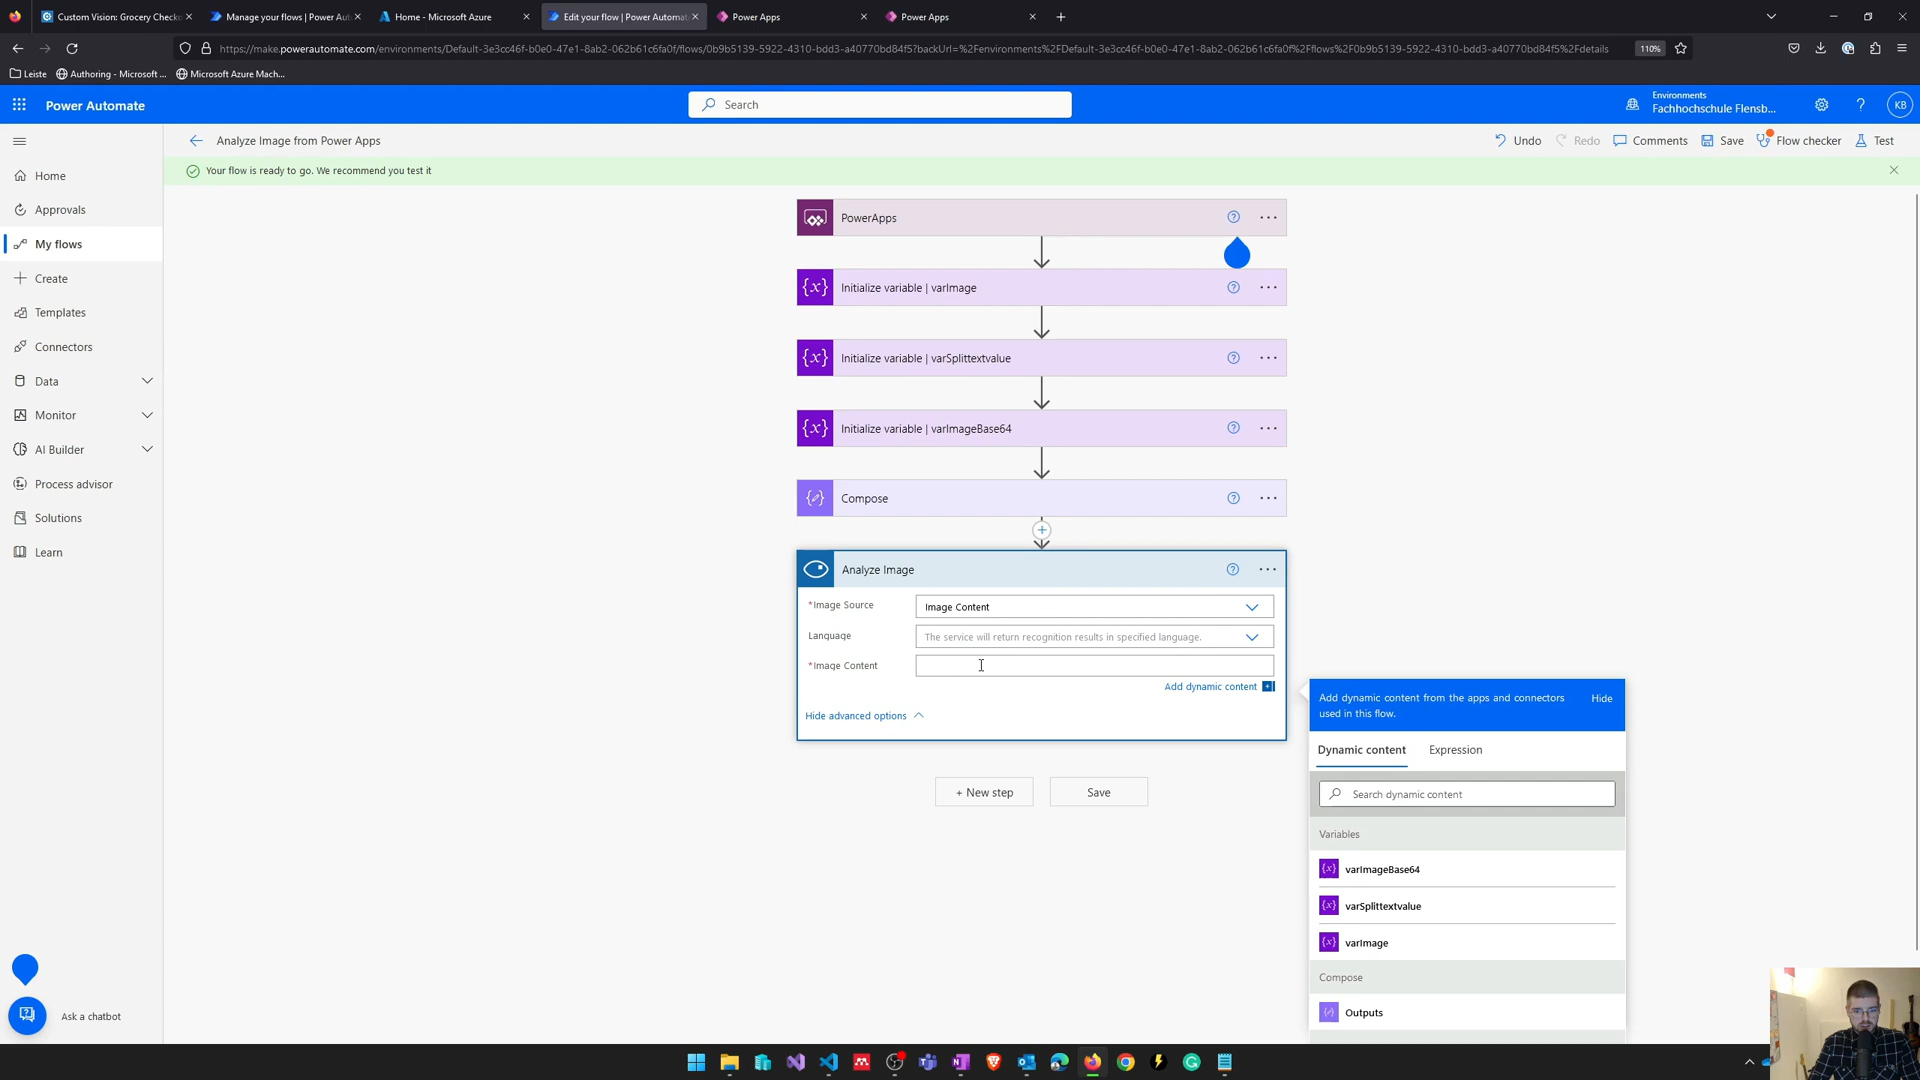 Custom Vision: Grocery Checko
Manage your flows | Power Aut
Home - Microsoft Azure
Edit your flow | Power Automat
Power Apps
Power Apps
https://make.powerautomate.com/environments/Default-3e3cc46f-b0e0-47e1-8ab2-062b61c6fa0f/flows/0b9b5139-5922-4310-bdd3-a40770bd84f5?backUrl=%2Fenvironments%2FDefault-3e3cc46f-b0e0-47e1-8ab2-062b61c6fa0f%2Fflows%2F0b9b5139-5922-4310-bdd3-a40770bd84f5%2Fdetails
110%
Leiste
Authoring - Microsoft ...
Microsoft Azure Mach...
Power Automate
Search
Environments
Fachhochschule Flensb...
KB
Analyze Image from Power Apps
Undo
Redo
Comments
Save
Flow checker
Test
Your flow is ready to go. We recommend you test it
Home
Approvals
My flows
Create
Templates
Connectors
Data
Monitor
AI Builder
Process advisor
Solutions
Learn
Ask a chatbot
PowerApps
Initialize variable | varImage
Initialize variable | varSplittextvalue
Initialize variable | varImageBase64
Compose
Analyze Image
*Image Source
Image Content
Language
The service will return recognition results in specified language.
*Image Content
Add dynamic content
Hide advanced options
+ New step
Save
Add dynamic content from the apps and connectors
used in this flow.
Hide
Dynamic content
Expression
Search dynamic content
Variables
varImageBase64
varSplittextvalue
varImage
Compose
Outputs